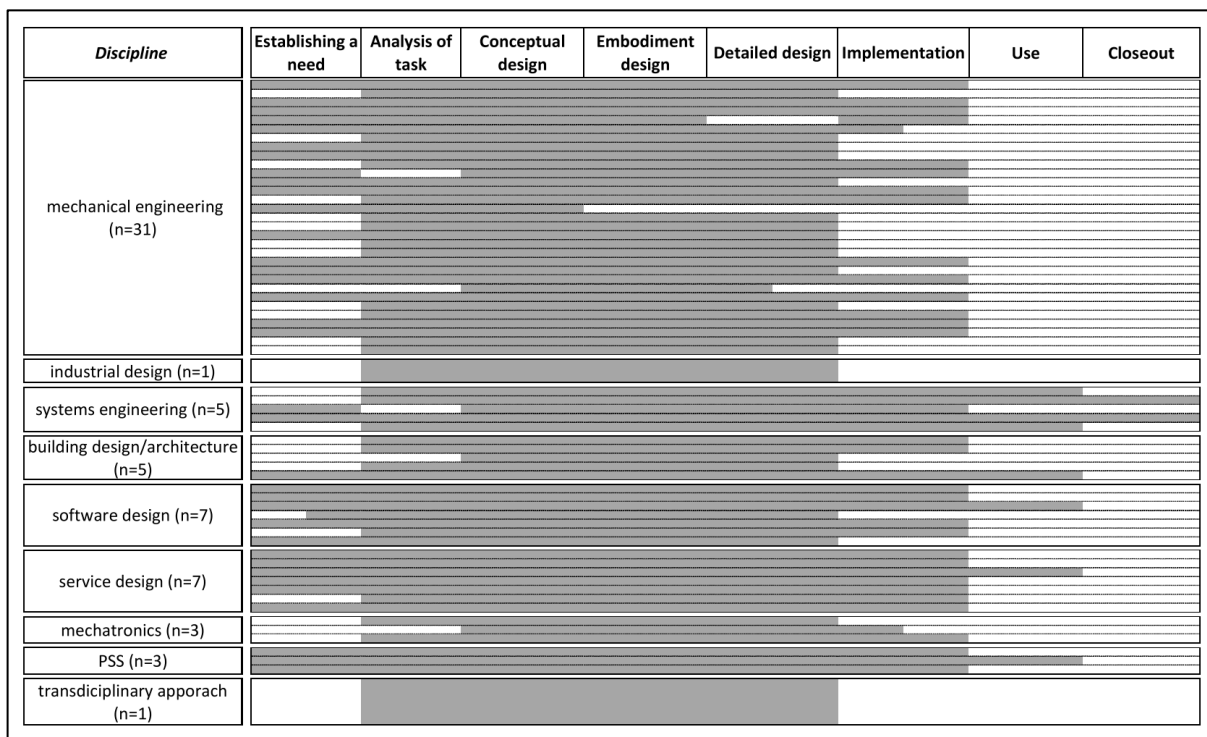 Discipline
Establishing a
need
Analysis of
task
Conceptual
design
Embodiment
design
Detailed design
Implementation
Use
Closeout
mechanical engineering
(n=31)
industrial design (n=1)
systems engineering (n=5)
building design/architecture
(n=5)
software design (n=7)
service design (n=7)
mechatronics (n=3)
PSS (n=3)
transdiciplinary apporach
(n=1)